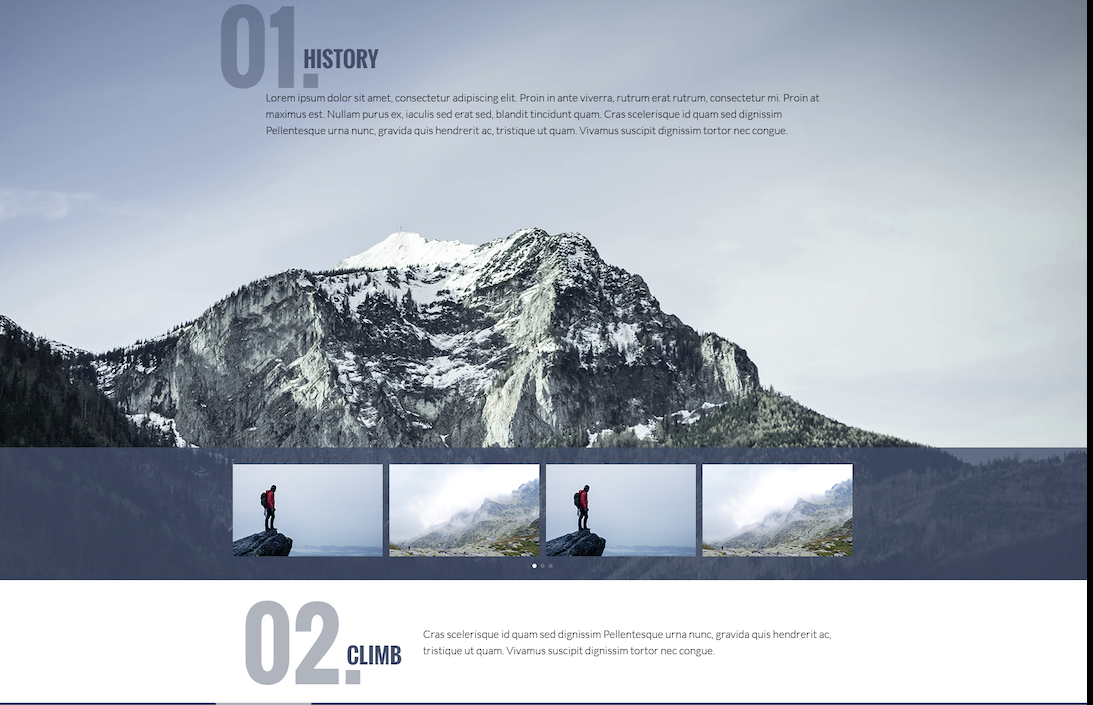 01.
HISTORY
Lorem ipsum dolor sit amet, consectetur adipiscing elit. Proin in ante viverra, rutrum erat rutrum, consectetur mi. Proin at
maximus est. Nullam purus ex, iaculis sed erat sed, blandit tincidunt quam. Cras scelerisque id quam sed dignissim
Pellentesque urna nunc, gravida quis hendrerit ac, tristique ut quam. Vivamus suscipit dignissim tortor nec congue.
02.
CLIMB
Cras scelerisque id quam sed dignissim Pellentesque urna nunc, gravida quis hendrerit ac,
tristique ut quam. Vivamus suscipit dignissim tortor nec congue.